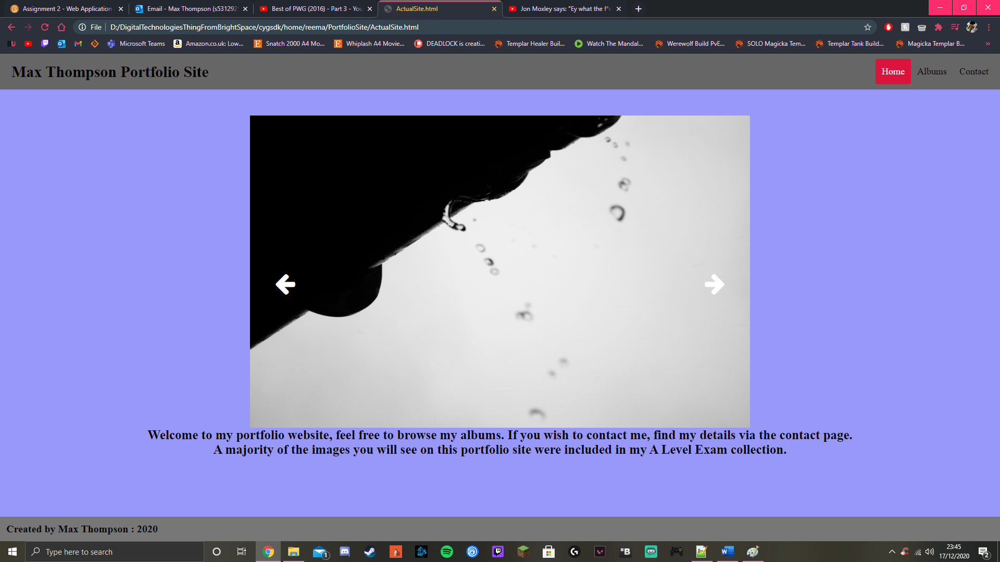 Assignment 2 - Web Application
Email - Max Thompson (s531292
Best of PWG (2016) - Part 3 - You
ActualSite.html
Jon Moxley says: "Ey what the f*c
File
D:/DigitalTechnologiesThingFromBrightSpace/cygsdk/home/reema/PortfolioSite/ActualSite.html
BU
Microsoft Teams
Amazon.co.uk: Low...
Snatch 2000 A4 Mo...
Whiplash A4 Movie...
DEADLOCK is creati...
Templar Healer Buil...
Watch The Mandal...
Werewolf Build PvE...
SOLO Magicka Tem...
Templar Tank Build...
Magicka Templar B...
Max Thompson Portfolio Site
Home
Albums
Contact
Welcome to my portfolio website, feel free to browse my albums. If you wish to contact me, find my details via the contact page.
A majority of the images you will see on this portfolio site were included in my A Level Exam collection.
Created by Max Thompson : 2020
Type here to search
1
23:45
17/12/2020
2